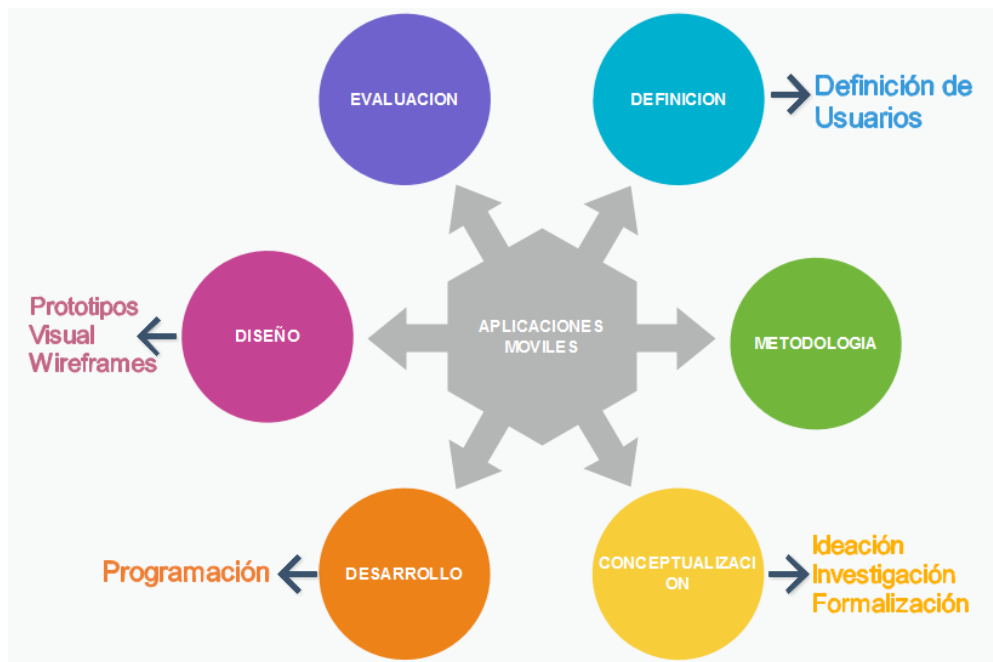 EVALUACION
DEFINICION
Definición de
Usuarios
Prototipos
Visual
Wireframes
DISEÑO
APLICACIONES
MOVILES
METODOLOGIA
Programación
DESARROLLO
CONCEPTUALIZACI
ON
Ideación
Investigación
Formalización